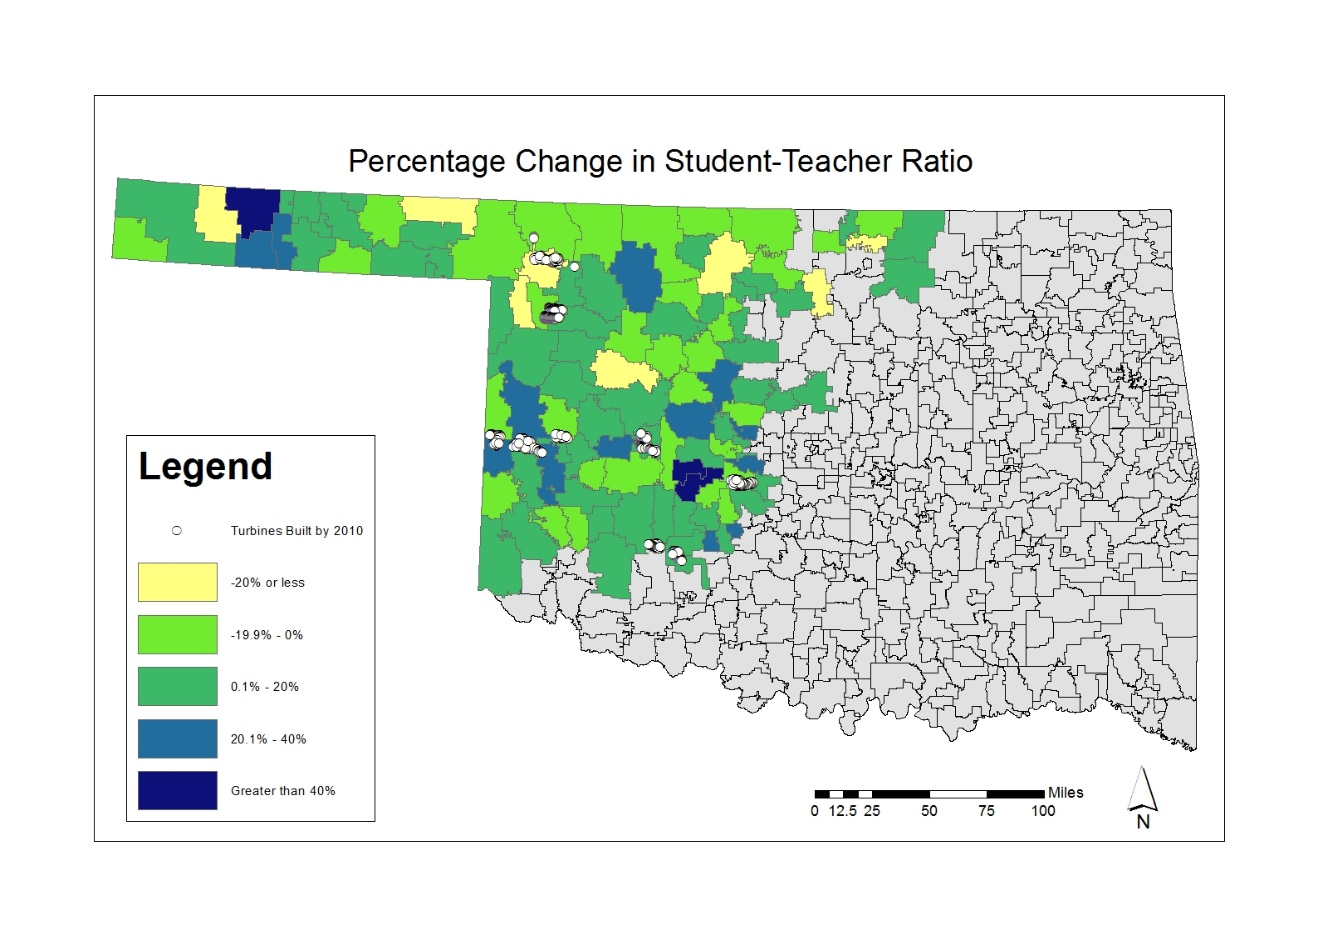 Percentage Change in Student-Teacher Ratio
Legend
Turbines Built by 2010
-20% or less
-19.9% - 0%
0.1% - 20%
20.1% - 40%
Greater than 40%
Miles
0 12.5 25 50 75 100
N